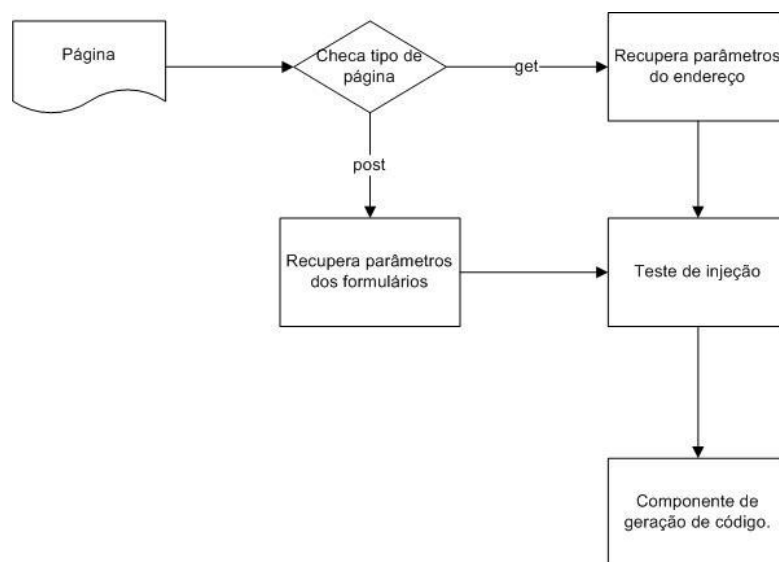 Página
Checa tipo de
página
get
Recupera parâmetros
do endereço
post
Recupera parâmetros
dos formulários
Teste de injeção
Componente de
geração de código.